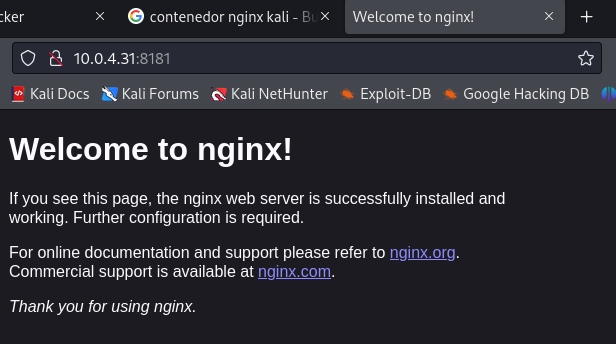 cker
contenedor nginx kali - Bu
Welcome to nginx!
10.0.4.31:8181
Kali Docs
Kali Forums
Kali NetHunter
Exploit-DB
Google Hacking DB
Welcome to nginx!
If you see this page, the nginx web server is successfully installed and
working. Further configuration is required.
For online documentation and support please refer to nginx.org.
Commercial support is available at nginx.com.
Thank you for using nginx.